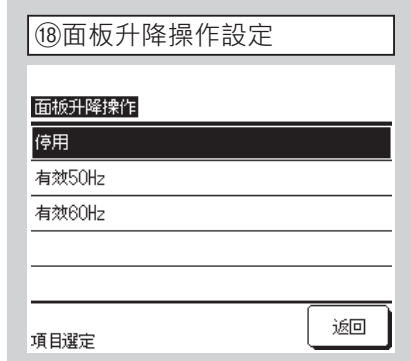 ⑱面板升降操作設定
面板升降操作
停用
有效50Hz
有效60Hz
項目選定
返回